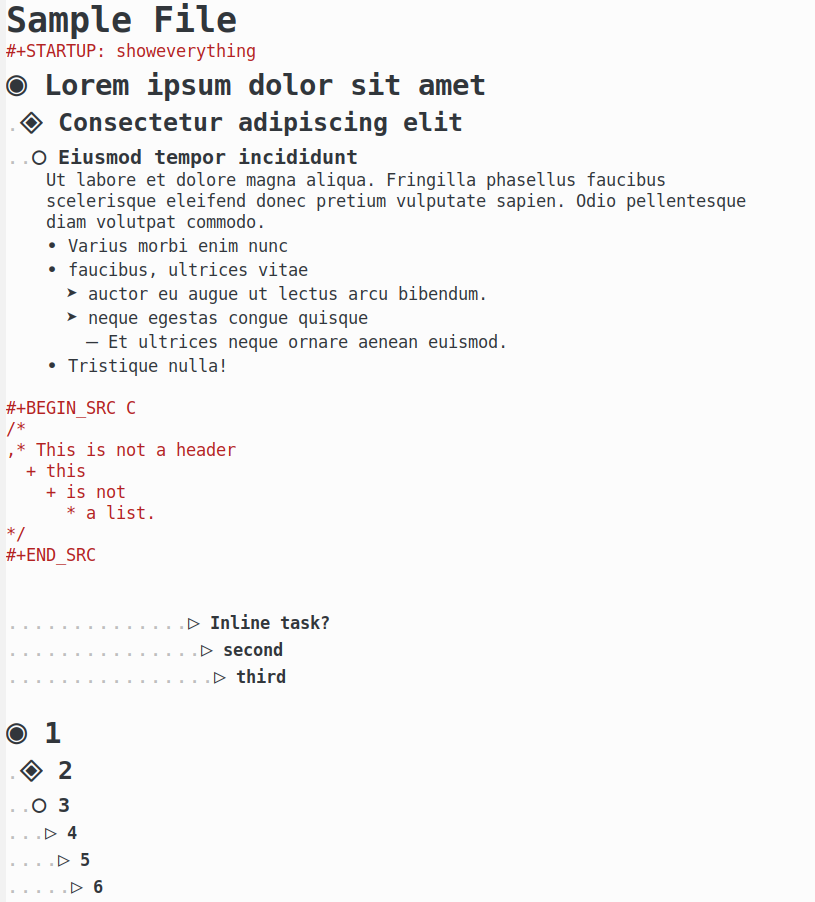 Sample File
#+STARTUP: showeverything
◉ Lorem ipsum dolor sit amet
.◈ Consectetur adipiscing elit
..○ Eiusmod tempor incididunt
Ut labore et dolore magna aliqua. Fringilla phasellus faucibus
scelerisque eleifend donec pretium vulputate sapien. Odio pellentesque
diam volutpat commodo.
• Varius morbi enim nunc
• faucibus, ultrices vitae
➤ auctor eu augue ut lectus arcu bibendum.
➤ neque egestas congue quisque
— Et ultrices neque ornare aenean euismod.
• Tristique nulla!
#+BEGIN_SRC C
/*
,* This is not a header
+ this
+ is not
* a list.
*/
#+END_SRC
..............▷ Inline task?
...............▷ second
................▷ third
◉ 1
.◈ 2
..○ 3
...▷ 4
....▷ 5
.....▷ 6